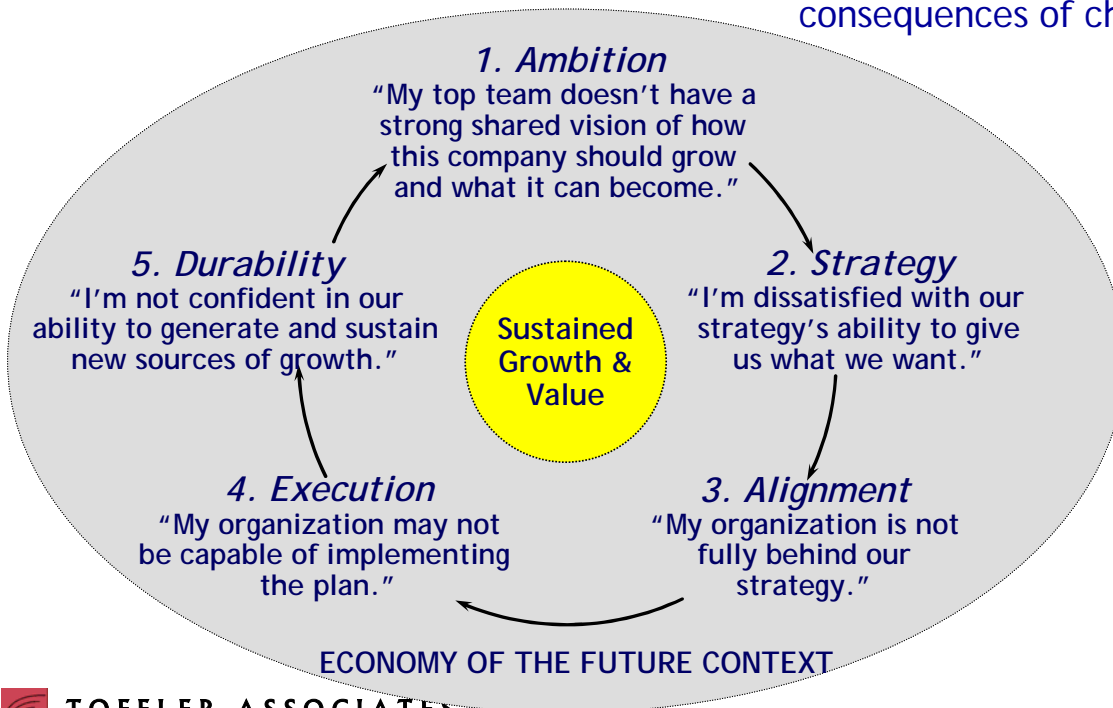 consequences of ch
1. Ambition
“My top team doesn't have a
strong shared vision of how
this company should grow
and what it can become.”
5. Durability
“I'm not confident in our
ability to generate and sustain
new sources of growth.”
Sustained
Growth &
Value
2. Strategy
“I'm dissatisfied with our
strategy's ability to give
us what we want.”
4. Execution
“My organization may not
be capable of implementing
the plan.”
3. Alignment
“My organization is not
fully behind our
strategy.”
ECONOMY OF THE FUTURE CONTEXT
TOFFLER ASSOCIATES